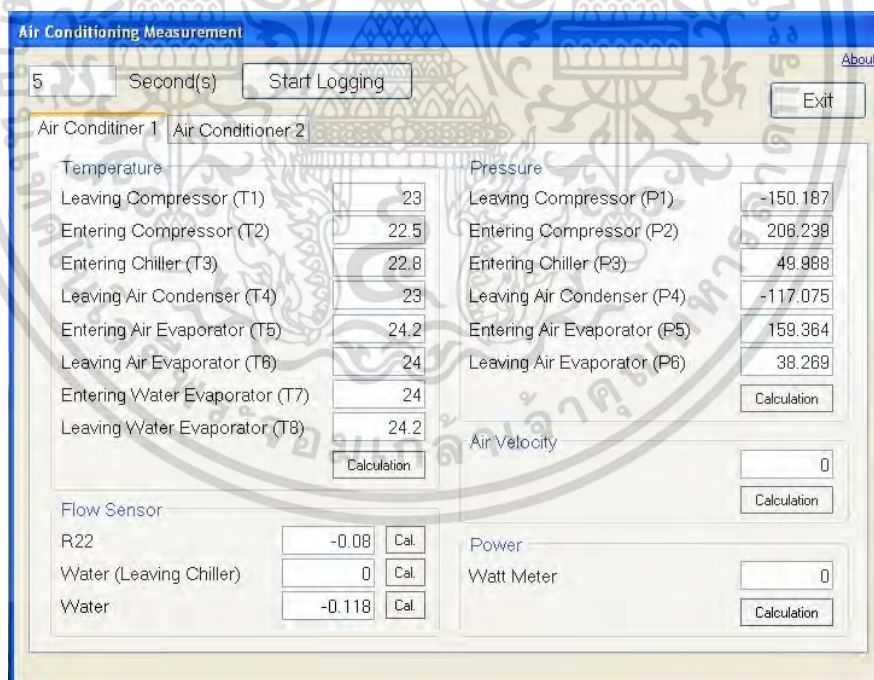 Air Conditioning Measurement
About
5 Second(s) Start Logging
Exit
Air Conditiner 1 Air Conditioner 2
Temperature
Leaving Compressor (T1) 23
Entering Compressor (T2) 22.5
Entering Chiller (T3) 22.8
Leaving Air Condenser (T4) 23
Entering Air Evaporator (T5) 24.2
Leaving Air Evaporator (T6) 24
Entering Water Evaporator (T7) 24
Leaving Water Evaporator (T8) 24.2
Calculation
Flow Sensor
R22 -0.08 Cal.
Water (Leaving Chiller) 0 Cal.
Water -0.118 Cal.
Pressure
Leaving Compressor (P1) -150.187
Entering Compressor (P2) 206.239
Entering Chiller (P3) 49.988
Leaving Air Condenser (P4) -117.075
Entering Air Evaporator (P5) 159.364
Leaving Air Evaporator (P6) 38.269
Calculation
Air Velocity
0
Calculation
Power
Watt Meter 0
Calculation